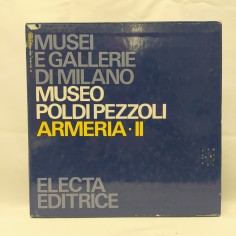 MUSEI
E GALLERIE
DI MILANO
MUSEO
POLDI PEZZOLI
ARMERIA · II
ELECTA
EDITRICE